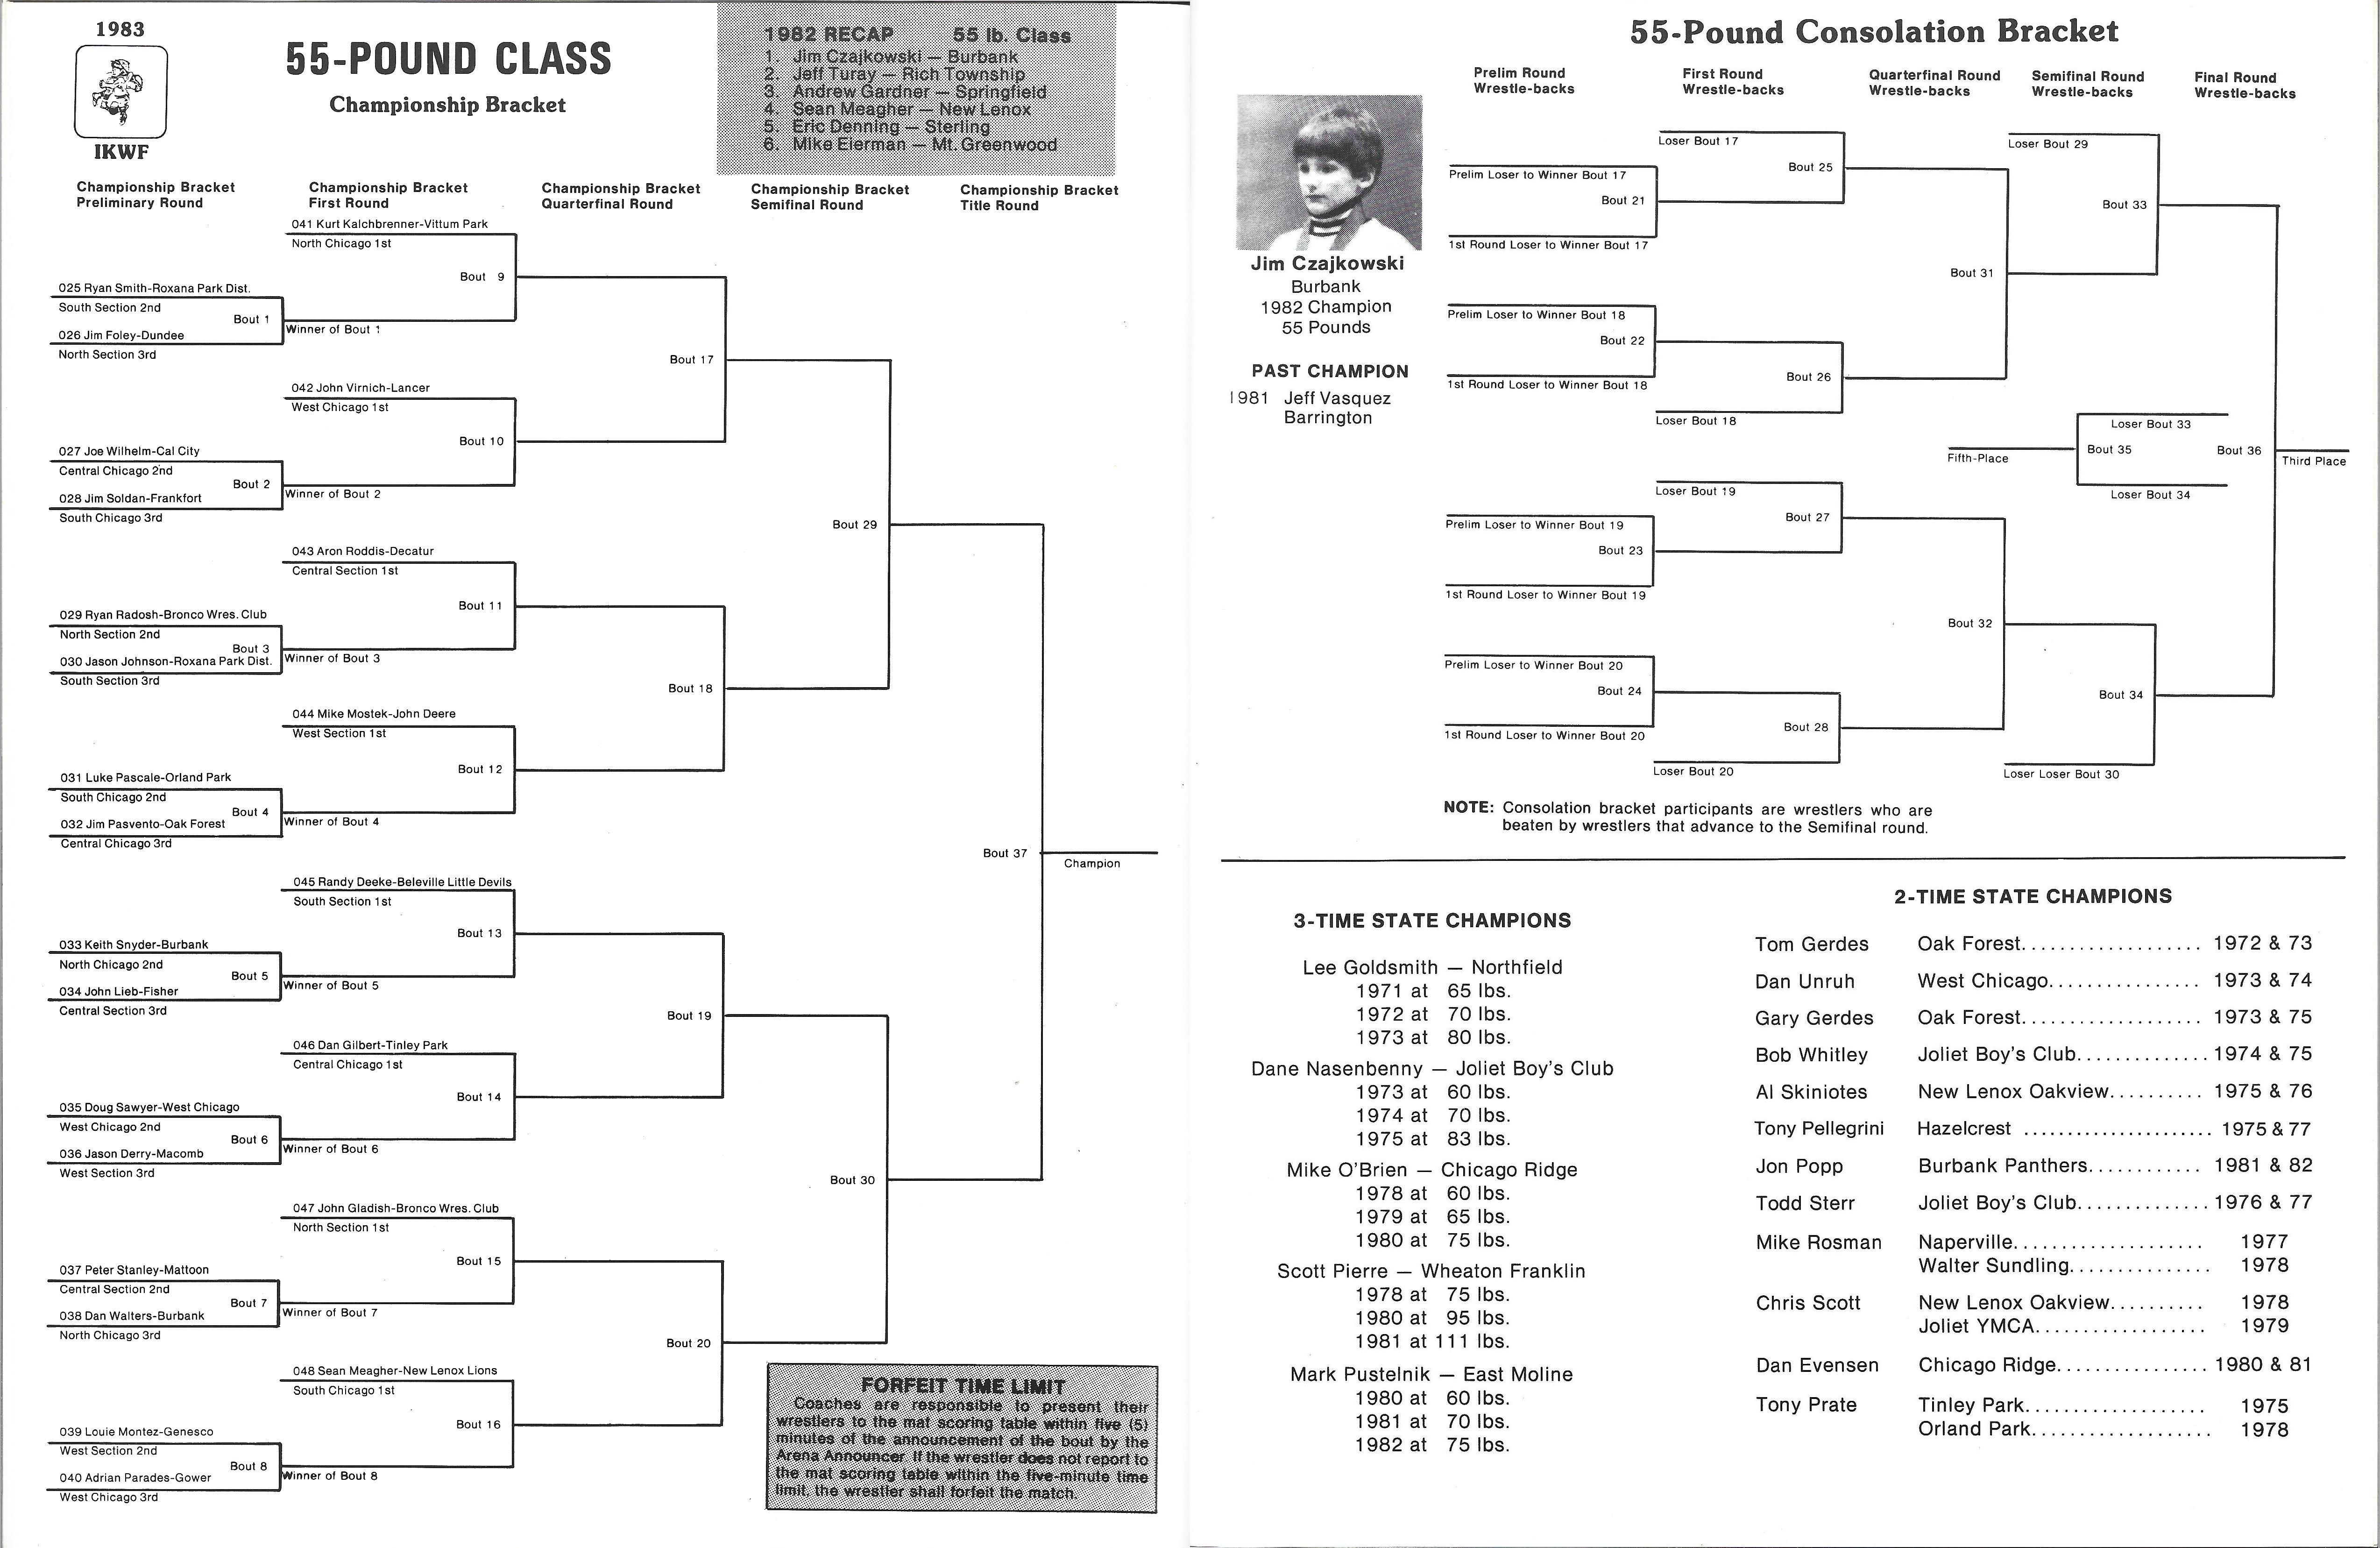 1983
IKWF
55-POUND CLASS
Championship Bracket
1982 RECAP 55 lb. Class
1. Jim Czajkowski — Burbank
2. Jeff Turay — Rich Township
3. Andrew Gardner — Springfield
4. Sean Meagher — New Lenox
5. Eric Denning — Sterling
6. Mike Eierman — Mt. Greenwood
Championship Bracket
Preliminary Round
Championship Bracket
First Round
Championship Bracket
Quarterfinal Round
Championship Bracket
Semifinal Round
Championship Bracket
Title Round
041 Kurt Kalchbrenner-Vittum Park
North Chicago 1st
Bout 9
025 Ryan Smith-Roxana Park Dist.
South Section 2nd
Bout 1
026 Jim Foley-Dundee
North Section 3rd
Winner of Bout 1
Bout 17
042 John Virnich-Lancer
West Chicago 1st
Bout 10
027 Joe Wilhelm-Cal City
Central Chicago 2nd
Bout 2
028 Jim Soldan-Frankfort
South Chicago 3rd
Winner of Bout 2
Bout 29
043 Aron Roddis-Decatur
Central Section 1st
Bout 11
029 Ryan Radosh-Bronco Wres. Club
North Section 2nd
Bout 3
030 Jason Johnson-Roxana Park Dist.
South Section 3rd
Winner of Bout 3
Bout 18
044 Mike Mostek-John Deere
West Section 1st
Bout 12
031 Luke Pascale-Orland Park
South Chicago 2nd
Bout 4
032 Jim Pasvento-Oak Forest
Central Chicago 3rd
Winner of Bout 4
Bout 37
Champion
045 Randy Deeke-Beleville Little Devils
South Section 1st
Bout 13
033 Keith Snyder-Burbank
North Chicago 2nd
Bout 5
034 John Lieb-Fisher
Central Section 3rd
Winner of Bout 5
Bout 19
046 Dan Gilbert-Tinley Park
Central Chicago 1st
Bout 14
035 Doug Sawyer-West Chicago
West Chicago 2nd
Bout 6
036 Jason Derry-Macomb
West Section 3rd
Winner of Bout 6
Bout 30
047 John Gladish-Bronco Wres. Club
North Section 1st
Bout 15
037 Peter Stanley-Mattoon
Central Section 2nd
Bout 7
038 Dan Walters-Burbank
North Chicago 3rd
Winner of Bout 7
Bout 20
048 Sean Meagher-New Lenox Lions
South Chicago 1st
Bout 16
039 Louie Montez-Genesco
West Section 2nd
Bout 8
040 Adrian Parades-Gower
West Chicago 3rd
Winner of Bout 8
FORFEIT TIME LIMIT
Coaches are responsible to present their
wrestlers to the mat scoring table within five (5)
minutes of the announcement of the bout by the
Arena Announcer. If the wrestler does not report to
the mat scoring table within the five-minute time
limit, the wrestler shall forfeit the match.
55-Pound Consolation Bracket
Prelim Round
Wrestle-backs
First Round
Wrestle-backs
Quarterfinal Round
Wrestle-backs
Semifinal Round
Wrestle-backs
Final Round
Wrestle-backs
Jim Czajkowski
Burbank
1982 Champion
55 Pounds
PAST CHAMPION
1981 Jeff Vasquez
Barrington
Loser Bout 17
Bout 25
Prelim Loser to Winner Bout 17
Bout 21
1st Round Loser to Winner Bout 17
Loser Bout 29
Bout 33
Bout 31
Prelim Loser to Winner Bout 18
Bout 22
1st Round Loser to Winner Bout 18
Bout 26
Loser Bout 18
Loser Bout 33
Bout 35
Fifth-Place
Loser Bout 34
Bout 36
Third Place
Loser Bout 19
Bout 27
Prelim Loser to Winner Bout 19
Bout 23
1st Round Loser to Winner Bout 19
Bout 32
Prelim Loser to Winner Bout 20
Bout 24
1st Round Loser to Winner Bout 20
Bout 28
Loser Bout 20
Bout 34
Loser Loser Bout 30
NOTE: Consolation bracket participants are wrestlers who are
beaten by wrestlers that advance to the Semifinal round.
3-TIME STATE CHAMPIONS
Lee Goldsmith — Northfield
1971 at 65 lbs.
1972 at 70 lbs.
1973 at 80 lbs.
Dane Nasenbenny — Joliet Boy's Club
1973 at 60 lbs.
1974 at 70 lbs.
1975 at 83 lbs.
Mike O'Brien — Chicago Ridge
1978 at 60 lbs.
1979 at 65 lbs.
1980 at 75 lbs.
Scott Pierre — Wheaton Franklin
1978 at 75 lbs.
1980 at 95 lbs.
1981 at 111 lbs.
Mark Pustelnik — East Moline
1980 at 60 lbs.
1981 at 70 lbs.
1982 at 75 lbs.
2-TIME STATE CHAMPIONS
Tom Gerdes Oak Forest................... 1972 & 73
Dan Unruh West Chicago................ 1973 & 74
Gary Gerdes Oak Forest................... 1973 & 75
Bob Whitley Joliet Boy's Club.............. 1974 & 75
Al Skiniotes New Lenox Oakview.......... 1975 & 76
Tony Pellegrini Hazelcrest ...................... 1975 & 77
Jon Popp Burbank Panthers............ 1981 & 82
Todd Sterr Joliet Boy's Club.............. 1976 & 77
Mike Rosman Naperville.................... 1977
Walter Sundling............... 1978
Chris Scott New Lenox Oakview.......... 1978
Joliet YMCA.................. 1979
Dan Evensen Chicago Ridge................ 1980 & 81
Tony Prate Tinley Park................... 1975
Orland Park................... 1978